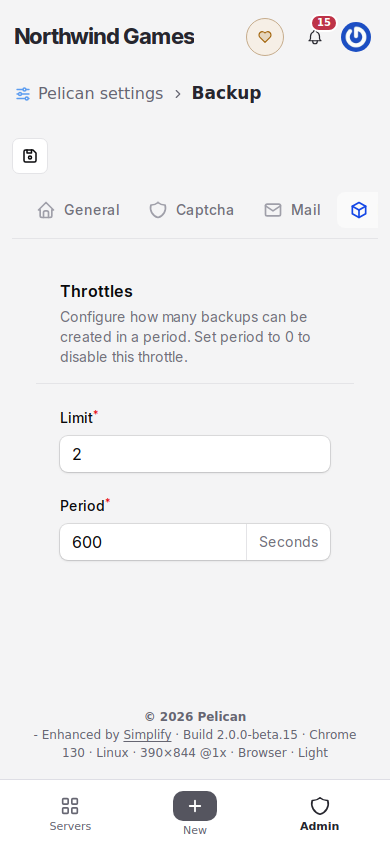 Northwind Games
15
Pelican settings > Backup
General Captcha Mail
Throttles
Configure how many backups can be
created in a period. Set period to 0 to
disable this throttle.
Limit*
2
Period*
600 Seconds
© 2026 Pelican
- Enhanced by Simplify · Build 2.0.0-beta.15 · Chrome
130 · Linux · 390×844 @1x · Browser · Light
Servers New Admin